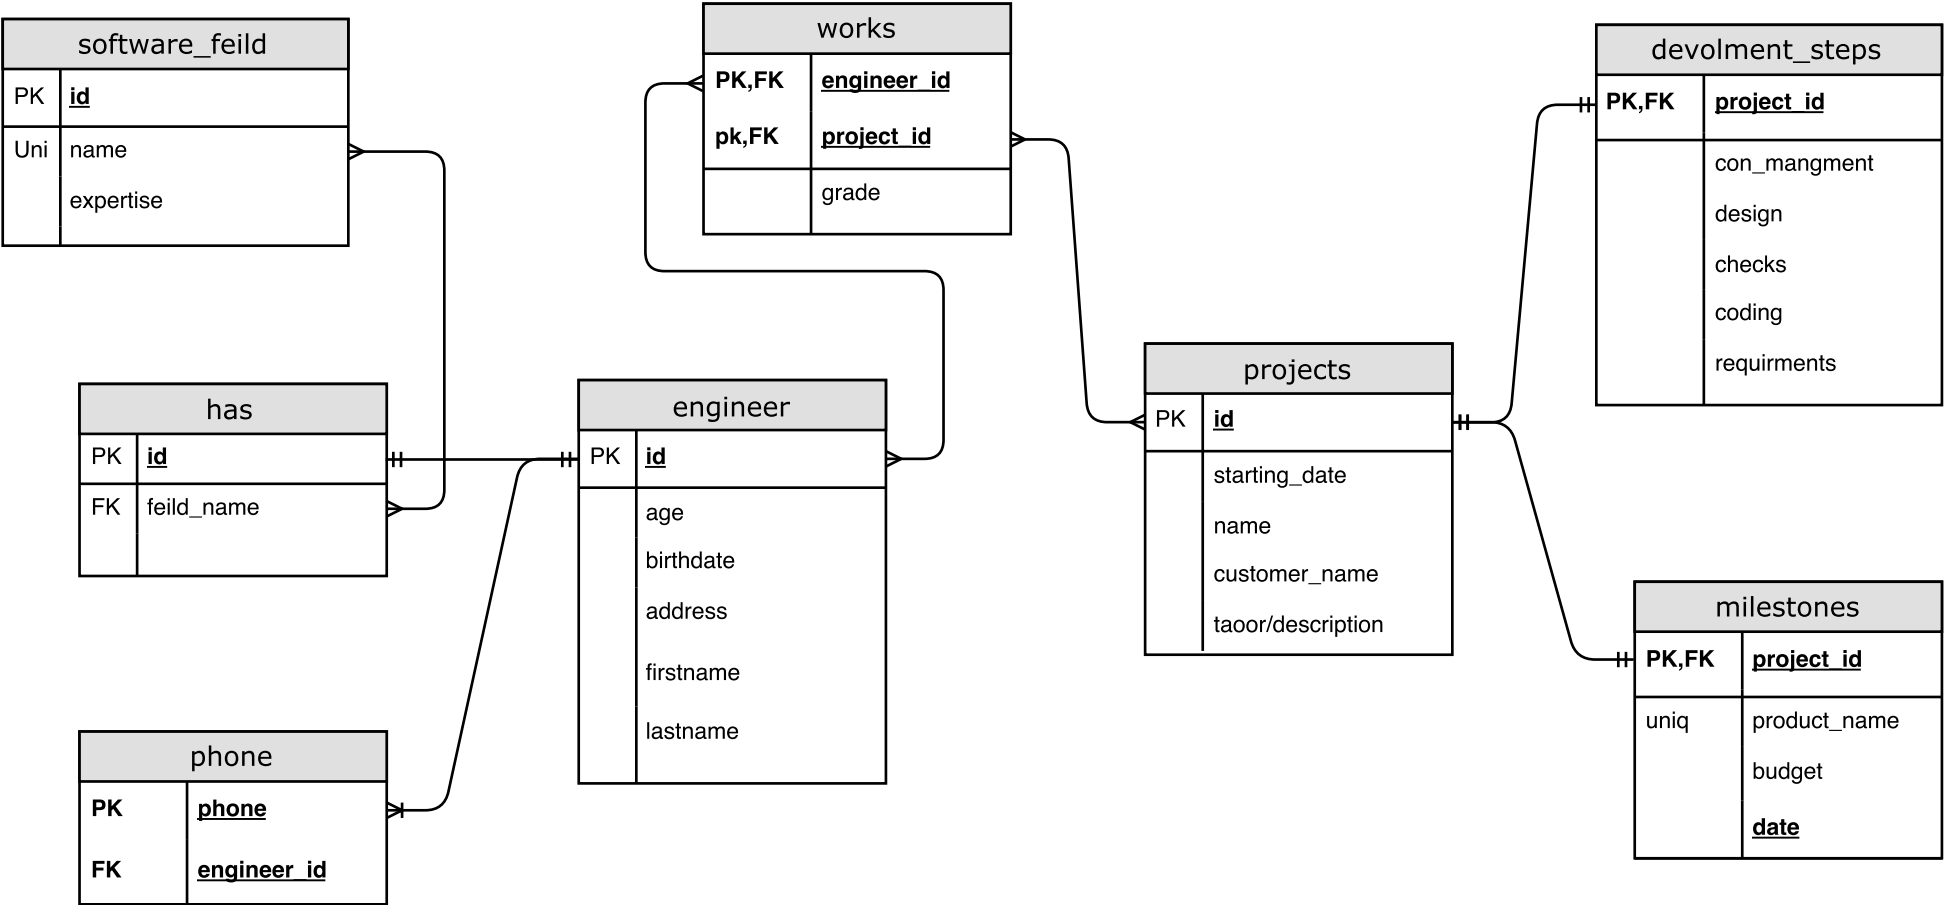 software_feild
PK id
Uni name
expertise
works
PK,FK engineer_id
pk,FK project_id
grade
devolment_steps
PK,FK project_id
con_mangment
design
checks
coding
requirments
has
PK id
FK feild_name
engineer
PK id
age
birthdate
address
firstname
lastname
projects
PK id
starting_date
name
customer_name
taoor/description
phone
PK phone
FK engineer_id
milestones
PK,FK project_id
uniq product_name
budget
date